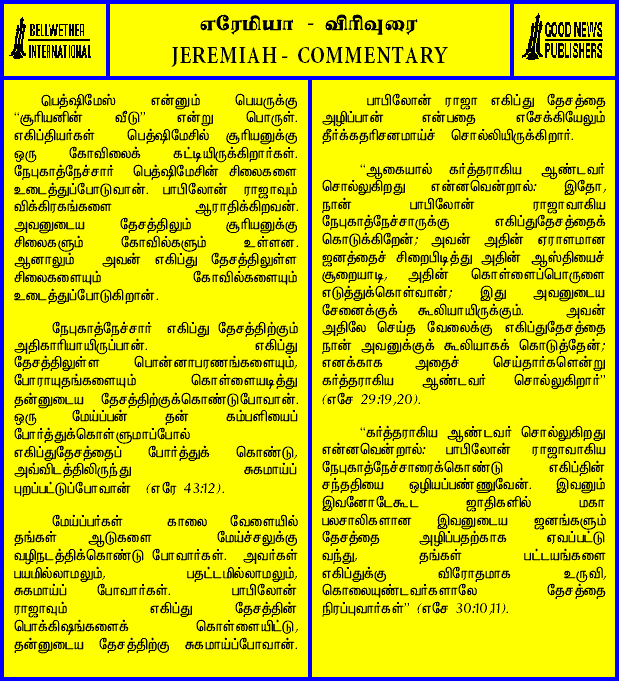 BELLWETHER
INTERNATIONAL
எரேமியா - விரிவுரை
JEREMIAH - COMMENTARY
GOOD NEWS
PUBLISHERS
பெத்ஷிமேஸ் என்னும் பெயருக்கு
“சூரியனின் வீடு” என்று பொருள்.
எகிப்தியர்கள் பெத்ஷிமேசில் சூரியனுக்கு
ஒரு கோவிலைக் கட்டியிருக்கிறார்கள்.
நேபுகாத்நேச்சார் பெத்ஷிமேசின் சிலைகளை
உடைத்துப்போடுவான். பாபிலோன் ராஜாவும்
விக்கிரகங்களை ஆராதிக்கிறவன்.
அவனுடைய தேசத்திலும் சூரியனுக்கு
சிலைகளும் கோவில்களும் உள்ளன.
ஆனாலும் அவன் எகிப்து தேசத்திலுள்ள
சிலைகளையும் கோவில்களையும்
உடைத்துப்போடுகிறான்.
நேபுகாத்நேச்சார் எகிப்து தேசத்திற்கும்
அதிகாரியாயிருப்பான். எகிப்து
தேசத்திலுள்ள பொன்னாபரணங்களையும்,
போராயுதங்களையும் கொள்ளையடித்து
தன்னுடைய தேசத்திற்குக்கொண்டுபோவான்.
ஒரு மேய்ப்பன் தன் கம்பளியைப்
போர்த்துக்கொள்ளுமாப்போல்
எகிப்துதேசத்தைப் போர்த்துக் கொண்டு,
அவ்விடத்திலிருந்து சுகமாய்ப்
புறப்பட்டுப்போவான் (எரே 43:12).
மேய்ப்பர்கள் காலை வேளையில்
தங்கள் ஆடுகளை மேய்ச்சலுக்கு
வழிநடத்திக்கொண்டு போவார்கள். அவர்கள்
பயமில்லாமலும், பதட்டமில்லாமலும்,
சுகமாய்ப் போவார்கள். பாபிலோன்
ராஜாவும் எகிப்து தேசத்தின்
பொக்கிஷங்களைக் கொள்ளையிட்டு,
தன்னுடைய தேசத்திற்கு சுகமாய்ப்போவான்.
பாபிலோன் ராஜா எகிப்து தேசத்தை
அழிப்பான் என்பதை எசேக்கியேலும்
தீர்க்கதரிசனமாய்ச் சொல்லியிருக்கிறார்.
“ஆகையால் கர்த்தராகிய ஆண்டவர்
சொல்லுகிறது என்னவென்றால்: இதோ,
நான் பாபிலோன் ராஜாவாகிய
நேபுகாத்நேச்சாருக்கு எகிப்துதேசத்தைக்
கொடுக்கிறேன்; அவன் அதின் ஏராளமான
ஜனத்தைச் சிறைபிடித்து அதின் ஆஸ்தியைச்
சூறையாடி, அதின் கொள்ளைப்பொருளை
எடுத்துக்கொள்வான்; இது அவனுடைய
சேனைக்குக் கூலியாயிருக்கும். அவன்
அதிலே செய்த வேலைக்கு எகிப்துதேசத்தை
நான் அவனுக்குக் கூலியாகக் கொடுத்தேன்;
எனக்காக அதைச் செய்தார்களென்று
கர்த்தராகிய ஆண்டவர் சொல்லுகிறார்”
(எசே 29:19,20).
“கர்த்தராகிய ஆண்டவர் சொல்லுகிறது
என்னவென்றால்: பாபிலோன் ராஜாவாகிய
நேபுகாத்நேச்சாரைக்கொண்டு எகிப்தின்
சந்ததியை ஒழியப்பண்ணுவேன். இவனும்
இவனோடேகூட ஜாதிகளில் மகா
பலசாலிகளான இவனுடைய ஜனங்களும்
தேசத்தை அழிப்பதற்காக ஏவப்பட்டு
வந்து, தங்கள் பட்டயங்களை
எகிப்துக்கு விரோதமாக உருவி,
கொலையுண்டவர்களாலே தேசத்தை
நிரப்புவார்கள்” (எசே 30:10,11).